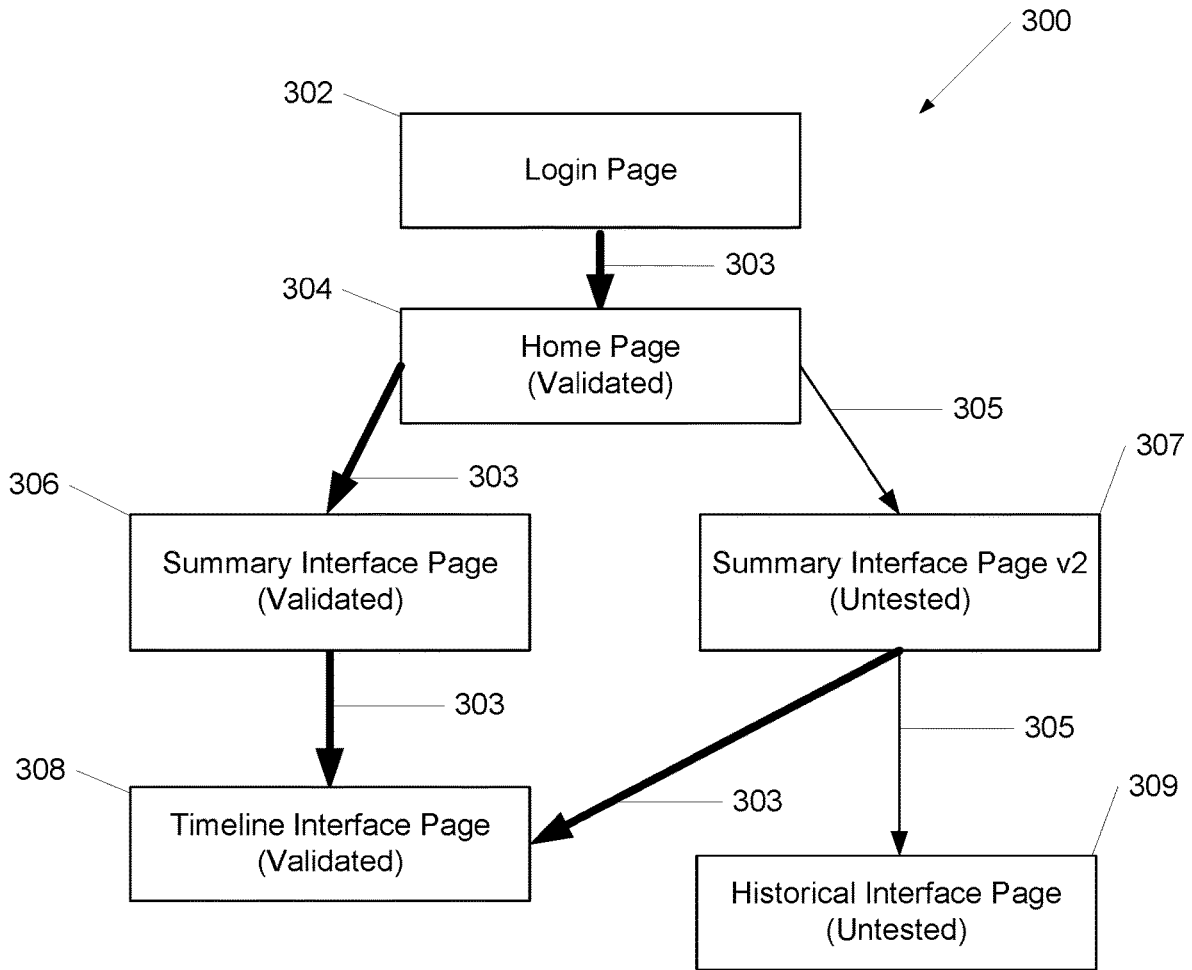 300
302
Login Page
303
304
Home Page
(Validated)
305
307
303
306
Summary Interface Page
(Validated)
Summary Interface Page v2
(Untested)
303
305
308
303
309
Timeline Interface Page
(Validated)
Historical Interface Page
(Untested)